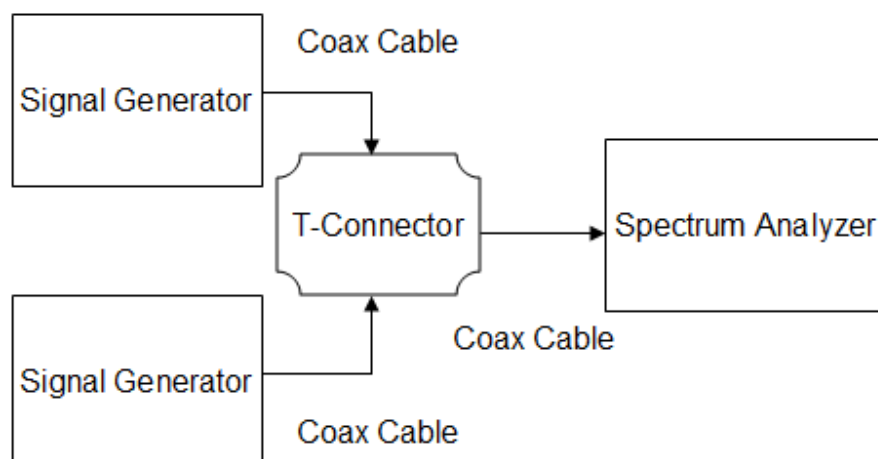 Coax Cable
Signal Generator
T-Connector
Spectrum Analyzer
Coax Cable
Signal Generator
Coax Cable